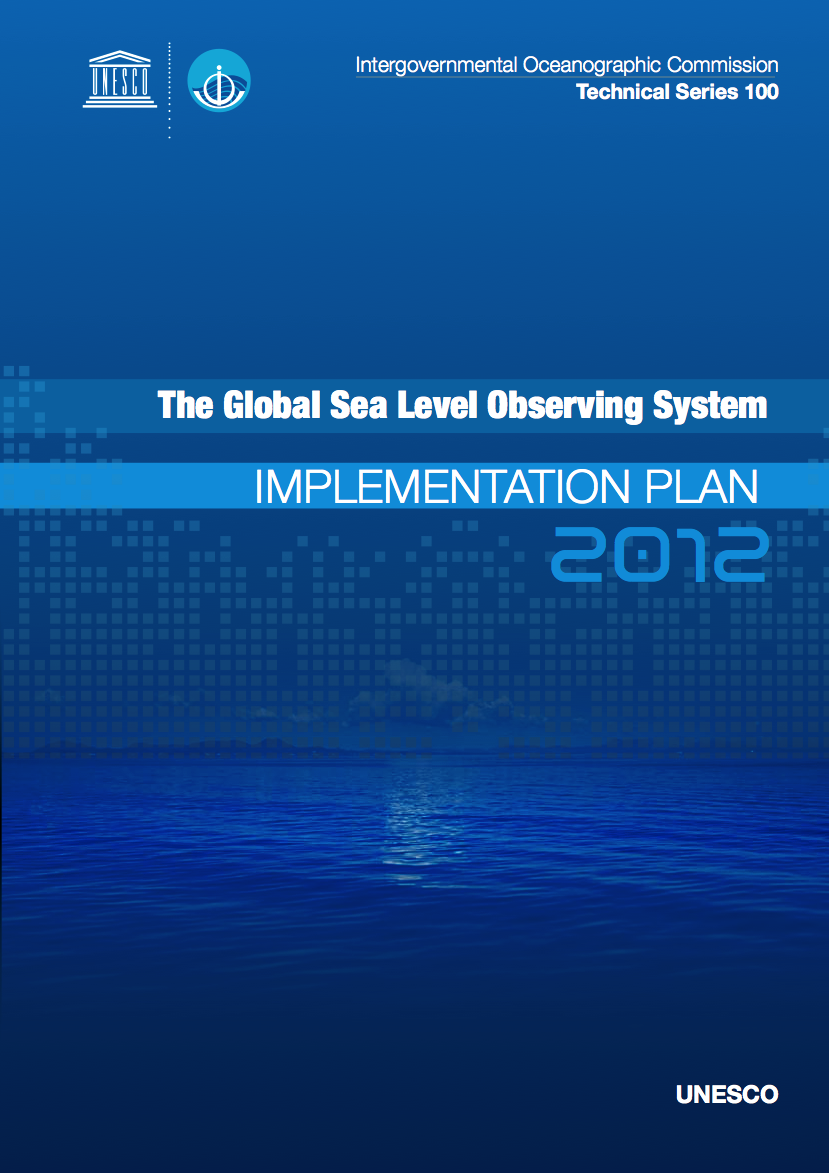 UNESCO
Intergovernmental Oceanographic Commission
Technical Series 100
The Global Sea Level Observing System
IMPLEMENTATION PLAN
2012
UNESCO